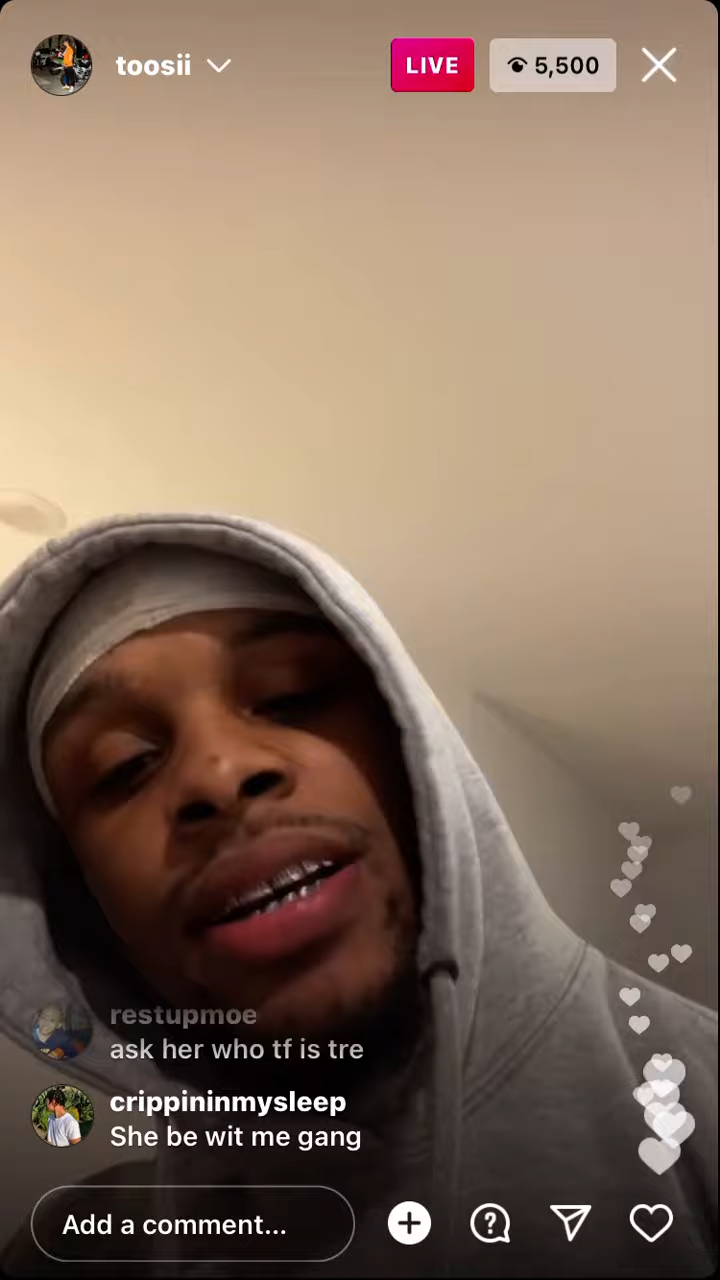 toosii
LIVE
5,500
restupmoe
ask her who tf is tre
crippininmysleep
She be wit me gang
Add a comment...